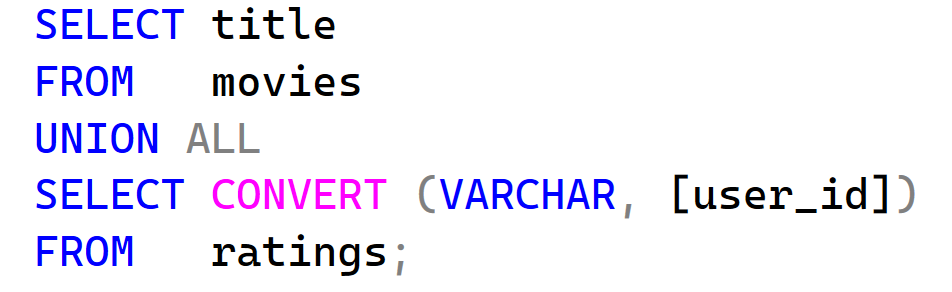 SELECT title
FROM   movies
UNION ALL
SELECT CONVERT (VARCHAR, [user_id])
FROM   ratings;